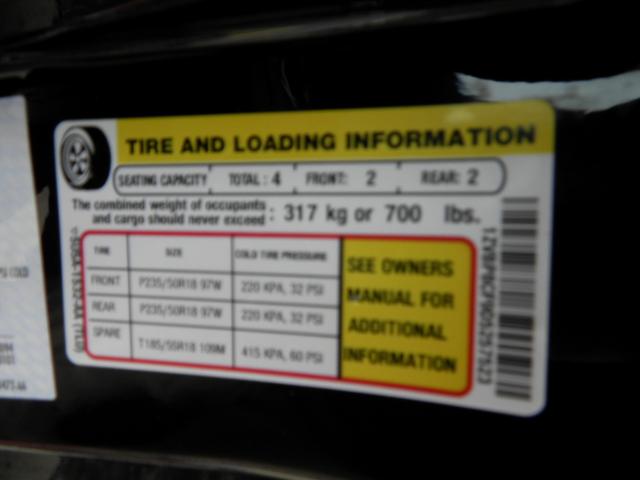 TIRE AND LOADING INFORMATION
SEATING CAPACITY TOTAL: 4 FRONT: 2 REAR: 2
The combined weight of occupants
and cargo should never exceed: 317 kg or 700 lbs.
TIRE SIZE COLD TIRE PRESSURE
FRONT P235/50R18 97W 220 KPA, 32 PSI
REAR P235/50R18 97W 220 KPA, 32 PSI
SPARE T185/55R18 109M 415 KPA, 60 PSI
SEE OWNERS
MANUAL FOR
ADDITIONAL
INFORMATION